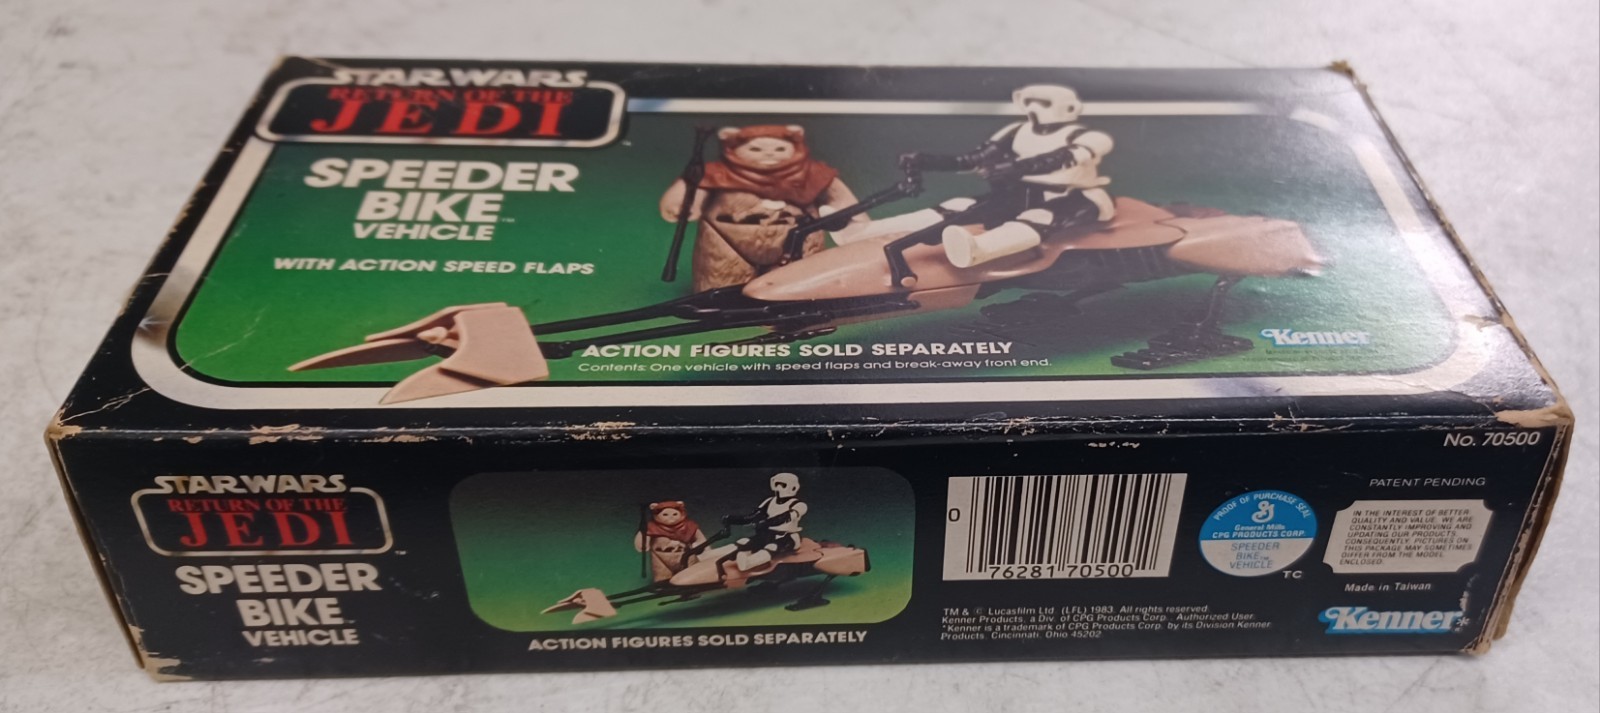 STAR WARS
RETURN OF THE
JEDI
SPEEDER
BIKE™
VEHICLE
WITH ACTION SPEED FLAPS
ACTION FIGURES SOLD SEPARATELY
Contents: One vehicle with speed flaps and break-away front end.
Kenner
No. 70500
STAR WARS
RETURN OF THE
JEDI™
SPEEDER
BIKE™
VEHICLE
ACTION FIGURES SOLD SEPARATELY
0 76281 70500
TM & © Lucasfilm Ltd. (LFL) 1983. All rights reserved.
Kenner Products, a Div. of CPG Products Corp., Authorized User.
*Kenner is a trademark of CPG Products Corp. by its Division Kenner
Products. Cincinnati, Ohio 45202
PROOF OF PURCHASE SEAL
General Mills
CPG PRODUCTS CORP.
SPEEDER
BIKE™
VEHICLE
TC
PATENT PENDING
IN THE INTEREST OF BETTER
QUALITY AND VALUE, WE ARE
CONSTANTLY IMPROVING AND
UPDATING OUR PRODUCTS.
CONSEQUENTLY, PICTURES ON
THIS PACKAGE MAY SOMETIMES
DIFFER FROM THE MODEL
ENCLOSED.
Made in Taiwan
Kenner*